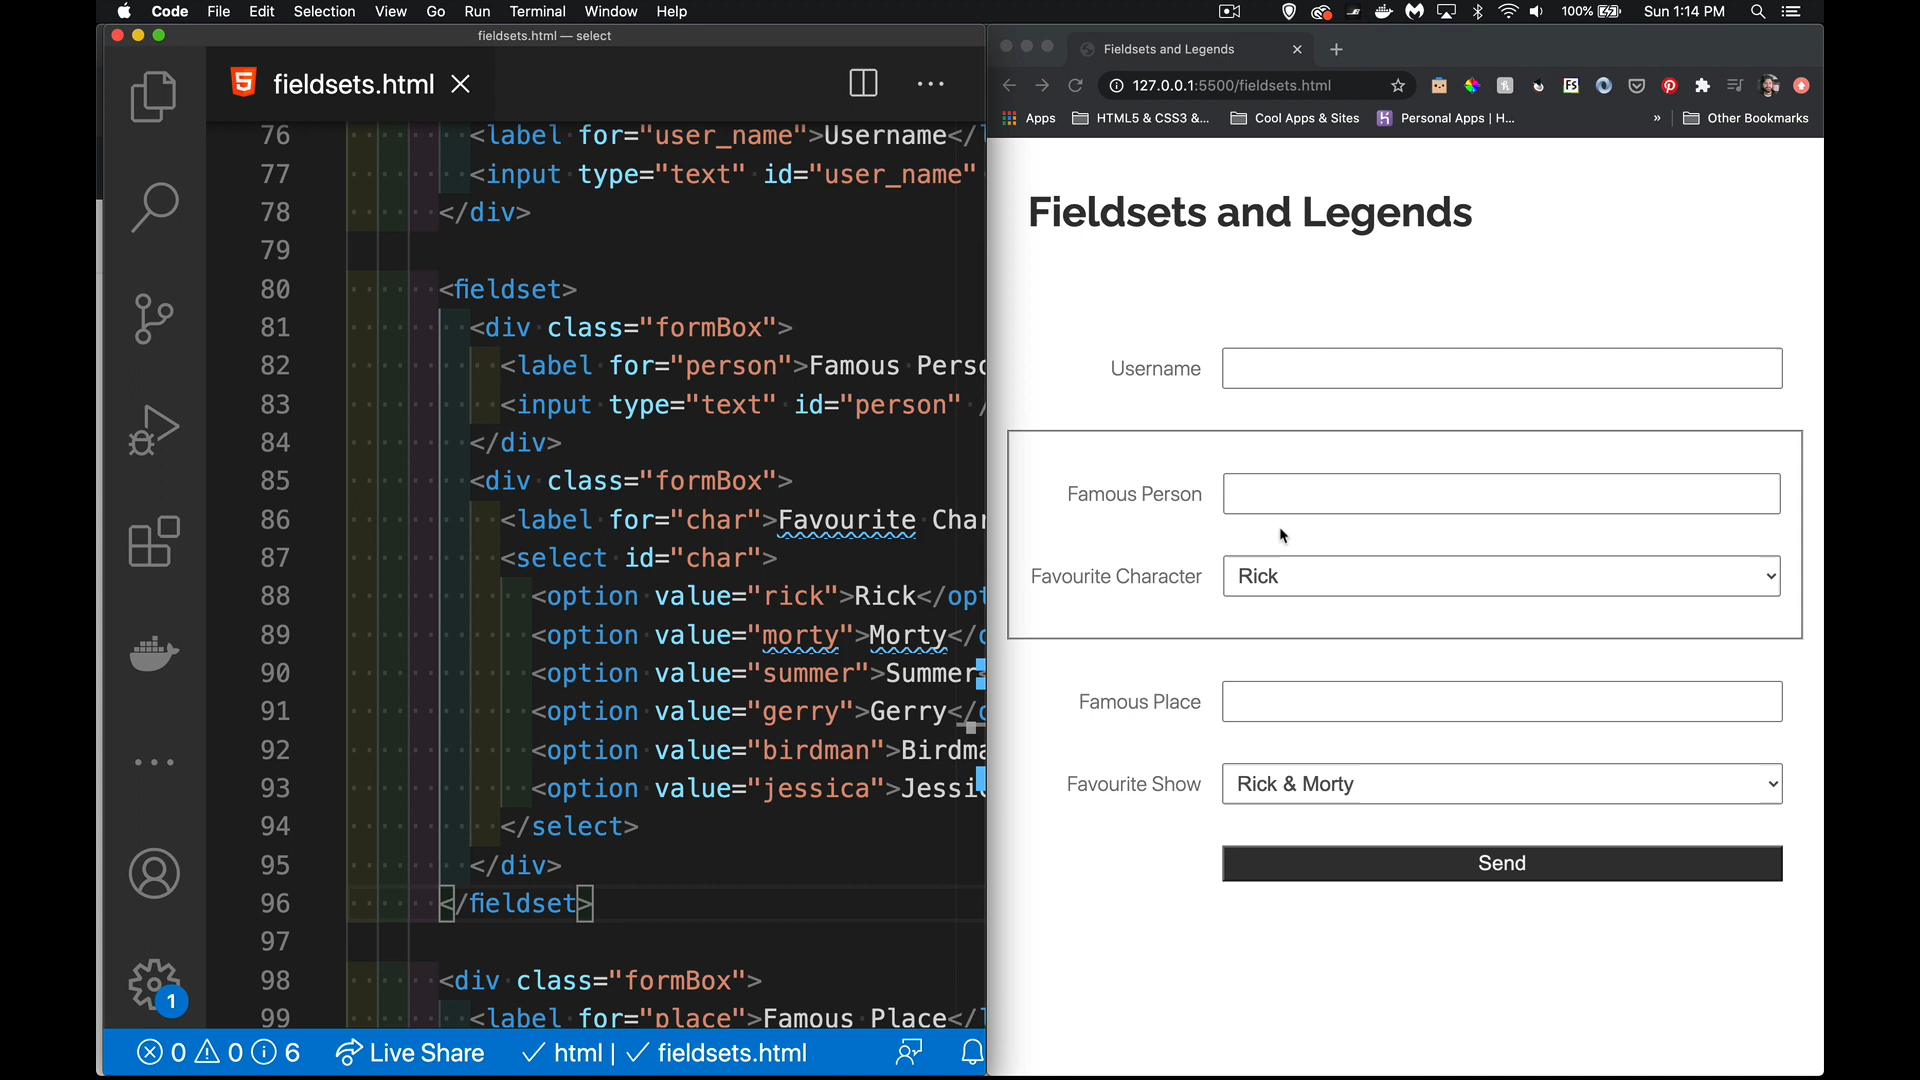 Code File Edit Selection View Go Run Terminal Window Help 100% Sun 1:14 PM
fieldsets.html — select
fieldsets.html
76 <label for="user_name">Username</l
77 <input type="text" id="user_name"
78 </div>
79
80 <fieldset>
81 <div class="formBox">
82 <label for="person">Famous Perso
83 <input type="text" id="person" /
84 </div>
85 <div class="formBox">
86 <label for="char">Favourite Char
87 <select id="char">
88 <option value="rick">Rick</opt
89 <option value="morty">Morty</o
90 <option value="summer">Summer
91 <option value="gerry">Gerry</o
92 <option value="birdman">Birdma
93 <option value="jessica">Jessic
94 </select>
95 </div>
96 </fieldset>
97
98 <div class="formBox">
99 <label for="place">Famous Place</l
1
0 0 6 Live Share html | fieldsets.html
Fieldsets and Legends
127.0.0.1:5500/fieldsets.html
Apps HTML5 & CSS3 &... Cool Apps & Sites Personal Apps | H... » Other Bookmarks
Fieldsets and Legends
Username
Famous Person
Favourite Character Rick
Famous Place
Favourite Show Rick & Morty
Send